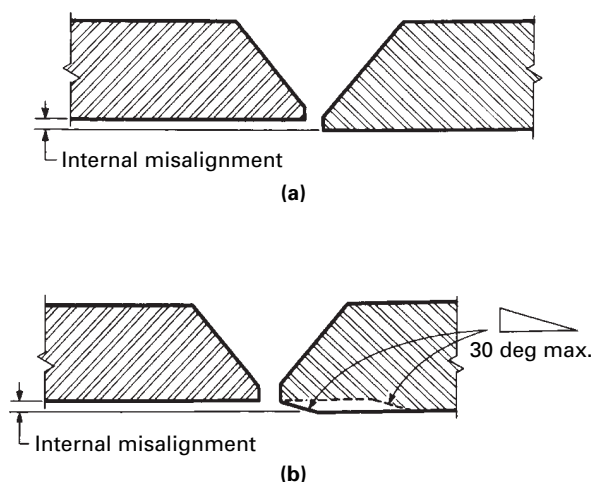 Internal misalignment
(a)
30 deg max.
Internal misalignment
(b)